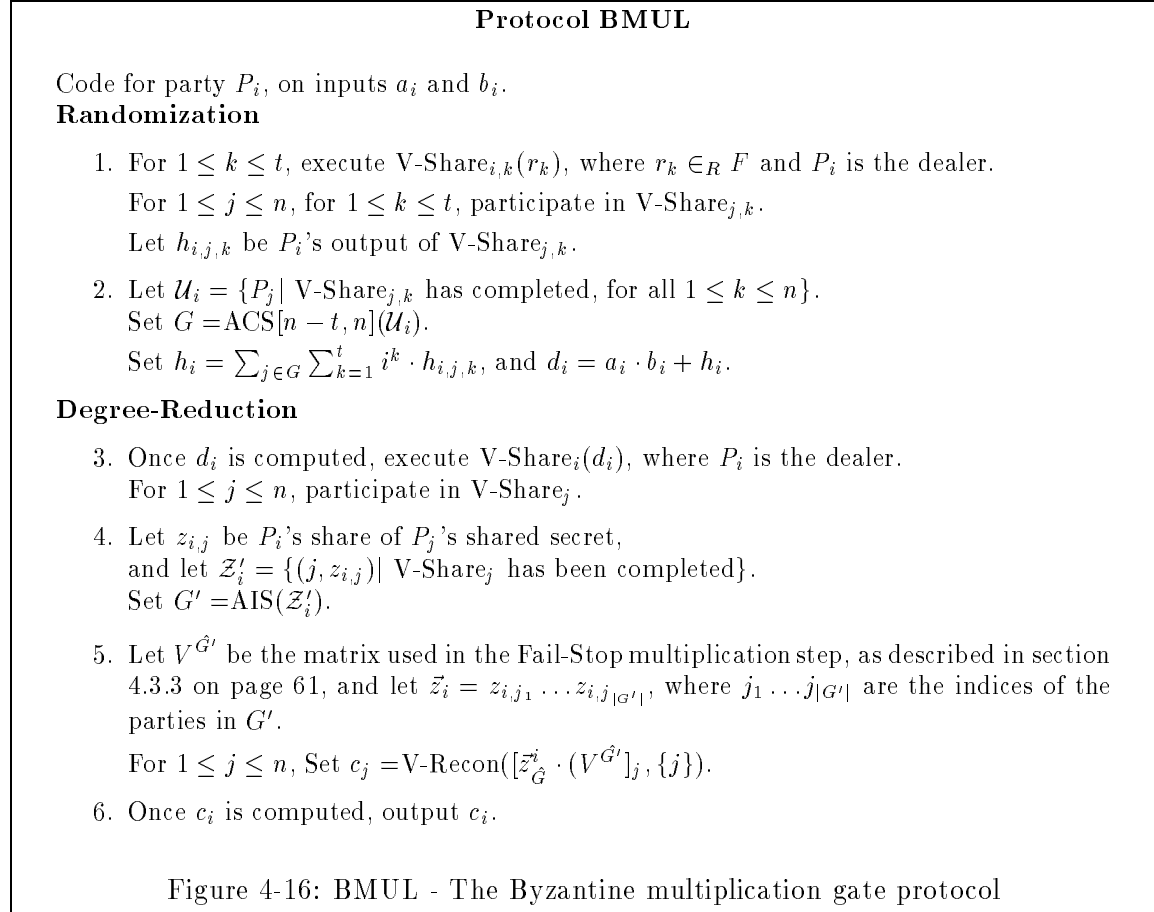 Protocol BMUL
Code for party P_i, on inputs a_i and b_i.
Randomization
1. For 1 ≤ k ≤ t, execute V-Share_{i,k}(r_k), where r_k ∈_R F and P_i is the dealer.
For 1 ≤ j ≤ n, for 1 ≤ k ≤ t, participate in V-Share_{j,k}.
Let h_{i,j,k} be P_i's output of V-Share_{j,k}.
2. Let 𝒰_i = {P_j| V-Share_{j,k} has completed, for all 1 ≤ k ≤ n}.
Set G =ACS[n − t, n](𝒰_i).
Set h_i = ∑_{j∈G} ∑_{k=1}^t i^k · h_{i,j,k}, and d_i = a_i · b_i + h_i.
Degree-Reduction
3. Once d_i is computed, execute V-Share_i(d_i), where P_i is the dealer.
For 1 ≤ j ≤ n, participate in V-Share_j.
4. Let z_{i,j} be P_i's share of P_j's shared secret,
and let 𝒵'_i = {(j, z_{i,j})| V-Share_j has been completed}.
Set G' =AIS(𝒵'_i).
5. Let V^{Ĝ'} be the matrix used in the Fail-Stop multiplication step, as described in section
4.3.3 on page 61, and let z⃗_i = z_{i,j_1} ... z_{i,j_{|G'|}}, where j_1 ... j_{|G'|} are the indices of the
parties in G'.
For 1 ≤ j ≤ n, Set c_j =V-Recon([z⃗^i_Ĝ · (V^{Ĝ'}]_j, {j}).
6. Once c_i is computed, output c_i.
Figure 4-16: BMUL - The Byzantine multiplication gate protocol